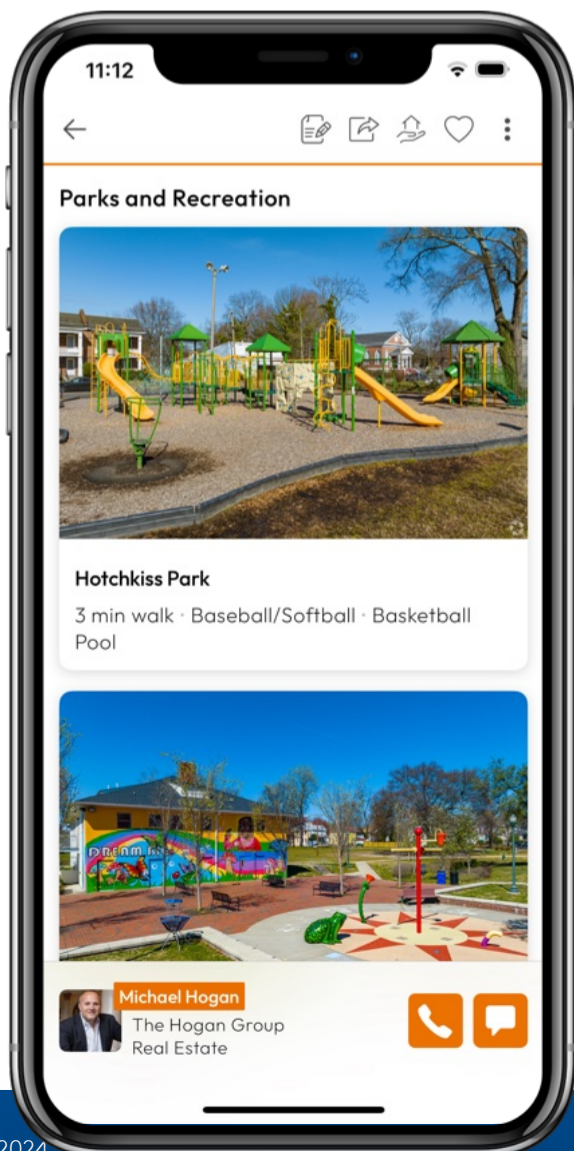 11:12
Parks and Recreation
Hotchkiss Park
3 min walk · Baseball/Softball · Basketball
Pool
DREAM
Michael Hogan
The Hogan Group
Real Estate
2024